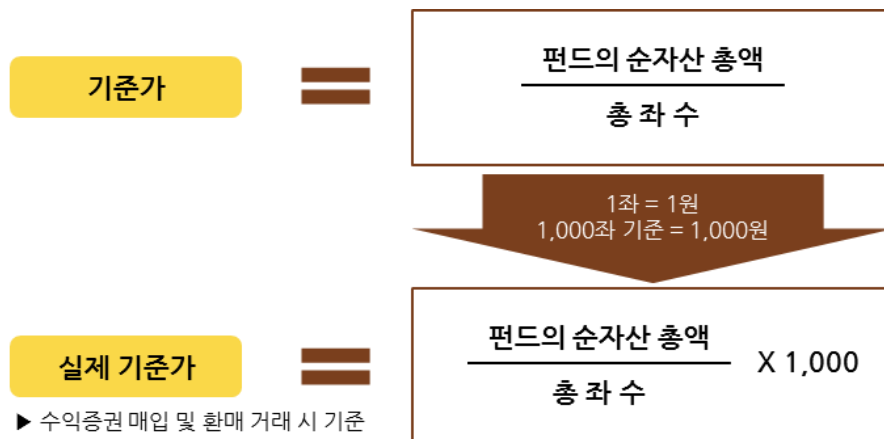 기준가
펀드의 순자산 총액
총 좌 수
1좌 = 1원
1,000좌 기준 = 1,000원
실제 기준가
펀드의 순자산 총액
총 좌 수
X 1,000
▶ 수익증권 매입 및 환매 거래 시 기준